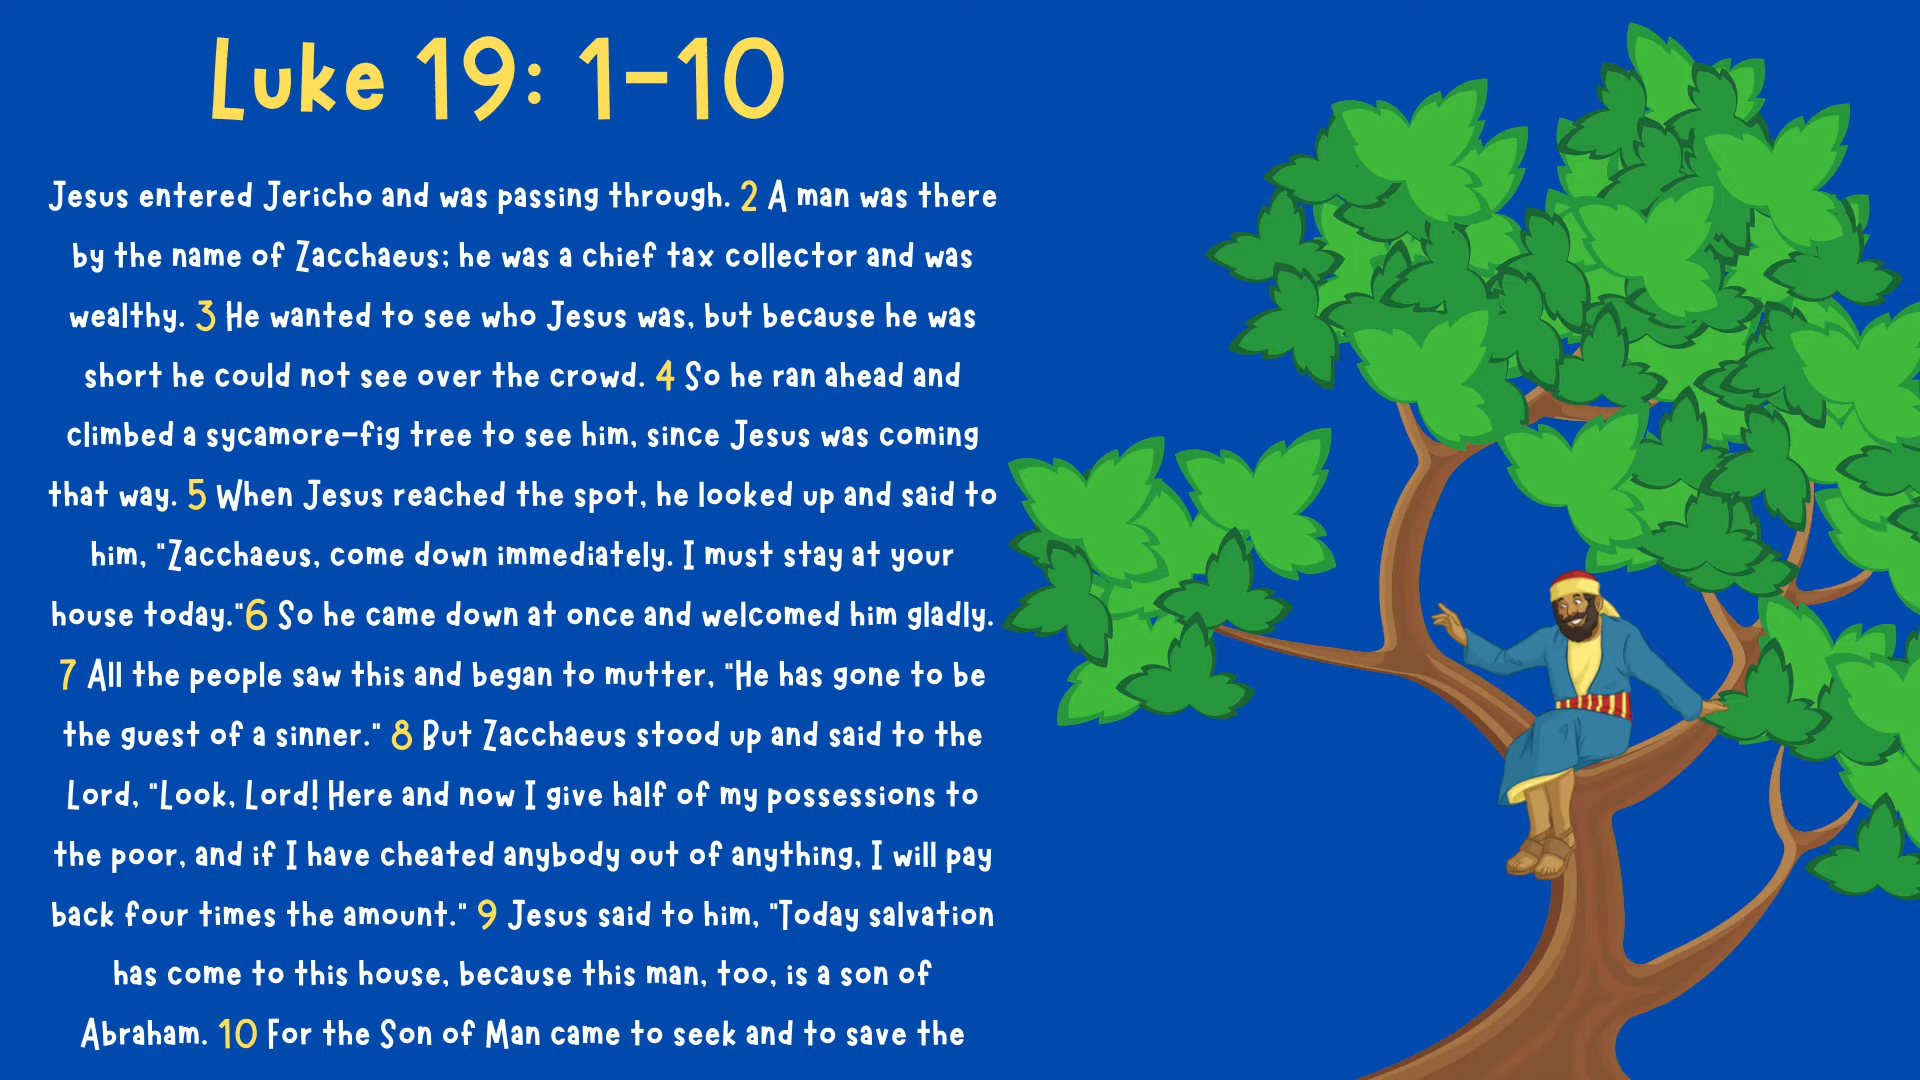 Luke 19: 1-10
Jesus entered Jericho and was passing through. 2 A man was there
by the name of Zacchaeus; he was a chief tax collector and was
wealthy. 3 He wanted to see who Jesus was, but because he was
short he could not see over the crowd. 4 So he ran ahead and
climbed a sycamore-fig tree to see him, since Jesus was coming
that way. 5 When Jesus reached the spot, he looked up and said to
him, "Zacchaeus, come down immediately. I must stay at your
house today."6 So he came down at once and welcomed him gladly.
7 All the people saw this and began to mutter, "He has gone to be
the guest of a sinner." 8 But Zacchaeus stood up and said to the
Lord, "Look, Lord! Here and now I give half of my possessions to
the poor, and if I have cheated anybody out of anything, I will pay
back four times the amount." 9 Jesus said to him, "Today salvation
has come to this house, because this man, too, is a son of
Abraham. 10 For the Son of Man came to seek and to save the